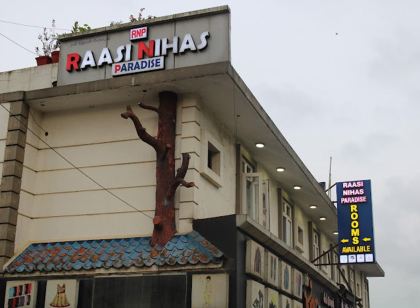 RNP
RAASI NIHAS
PARADISE
RAASI
NIHAS
PARADISE
ROOMS
AVAILABLE